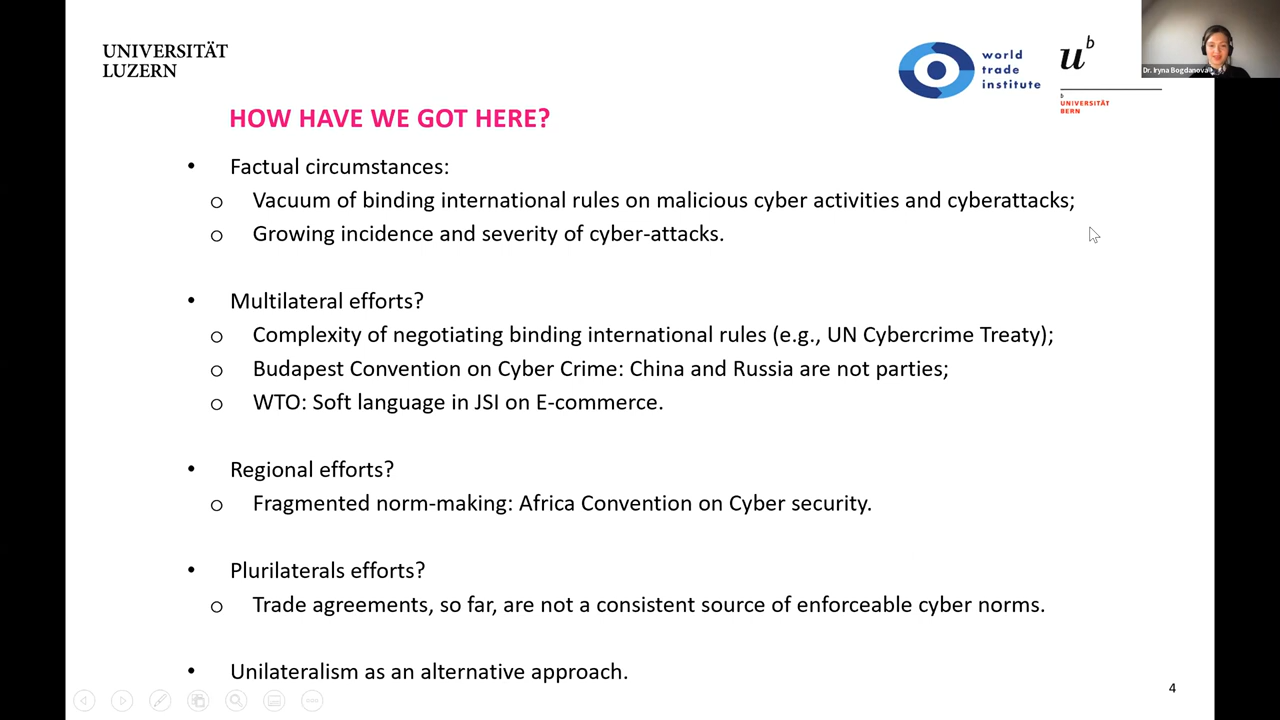 UNIVERSITÄT
LUZERN
world
trade
institute
u
b
b
UNIVERSITÄT
BERN
Dr. Iryna Bogdanova
HOW HAVE WE GOT HERE?
• Factual circumstances:
o Vacuum of binding international rules on malicious cyber activities and cyberattacks;
o Growing incidence and severity of cyber-attacks.
• Multilateral efforts?
o Complexity of negotiating binding international rules (e.g., UN Cybercrime Treaty);
o Budapest Convention on Cyber Crime: China and Russia are not parties;
o WTO: Soft language in JSI on E-commerce.
• Regional efforts?
o Fragmented norm-making: Africa Convention on Cyber security.
• Plurilaterals efforts?
o Trade agreements, so far, are not a consistent source of enforceable cyber norms.
• Unilateralism as an alternative approach.
4